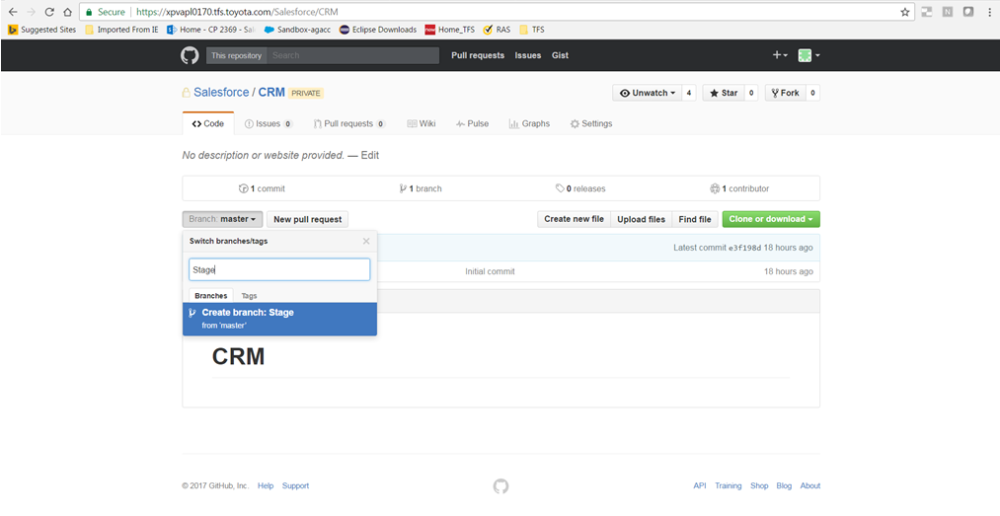 Secure https://xpvapl0170.tfs.toyota.com/Salesforce/CRM
Suggested Sites Imported From IE Home - CP 2369 - Sal Sandbox-agacc Eclipse Downloads Home_TFS RAS TFS
This repository Search Pull requests Issues Gist
Salesforce / CRM PRIVATE Unwatch 4 Star 0 Fork 0
Code Issues 0 Pull requests 0 Wiki Pulse Graphs Settings
No description or website provided. — Edit
1 commit 1 branch 0 releases 1 contributor
Branch: master New pull request Create new file Upload files Find file Clone or download
Switch branches/tags
Latest commit e3f198d 18 hours ago
Stage
Initial commit 18 hours ago
Branches Tags
Create branch: Stage
from 'master'
CRM
© 2017 GitHub, Inc. Help Support API Training Shop Blog About